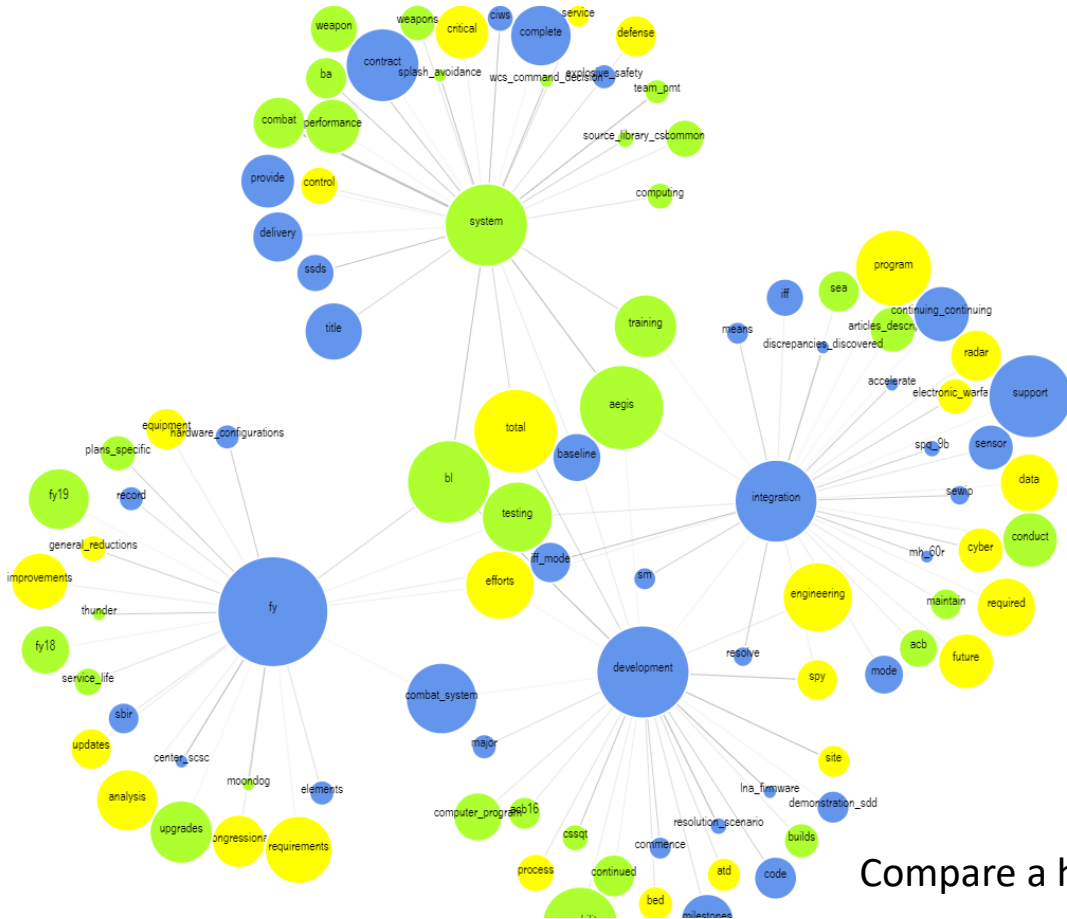 weapon
weapons
critical
ciws
complete
service
defense
contract
splash_avoidance
wcs_command_decision
explosive_safety
ba
team_pmt
combat
performance
source_library_csc
common
provide
control
computing
delivery
system
ssds
title
training
program
sea
iff
continuing_continuing
means
articles_descri
discrepancies_discovered
radar
accelerate
electronic_warfa
support
aegis
total
baseline
spq_9b
sensor
equipment
hardware_configurations
plans_specific
bl
fy19
record
testing
integration
sewip
data
general_reductions
conduct
improvements
iff_mode
efforts
sm
mh_60r
cyber
engineering
maintain
required
thunder
fy
fy18
acb
future
service_life
resolve
development
spy
mode
combat_system
sbir
updates
center_scsc
major
site
moondog
elements
lna_firmware
analysis
demonstration_sdd
computer_program
acb16
upgrades
ongressiona
requirements
cssqt
resolution_scenario
builds
commence
process
continued
atd
code
bed
milestones
Compare a h